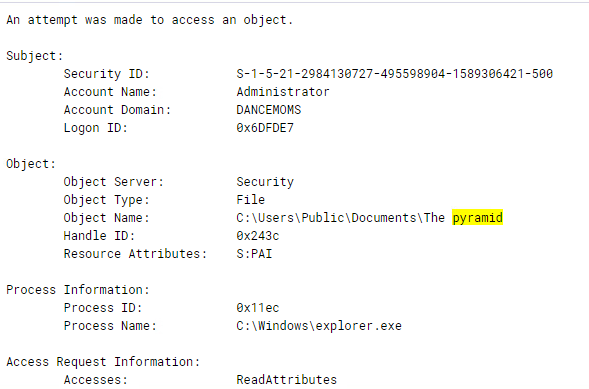 An attempt was made to access an object.
Subject:
Security ID: S-1-5-21-2984130727-495598904-1589306421-500
Account Name: Administrator
Account Domain: DANCEMOMS
Logon ID: 0x6DFDE7
Object:
Object Server: Security
Object Type: File
Object Name: C:\Users\Public\Documents\The pyramid
Handle ID: 0x243c
Resource Attributes: S:PAI
Process Information:
Process ID: 0x11ec
Process Name: C:\Windows\explorer.exe
Access Request Information:
Accesses: ReadAttributes